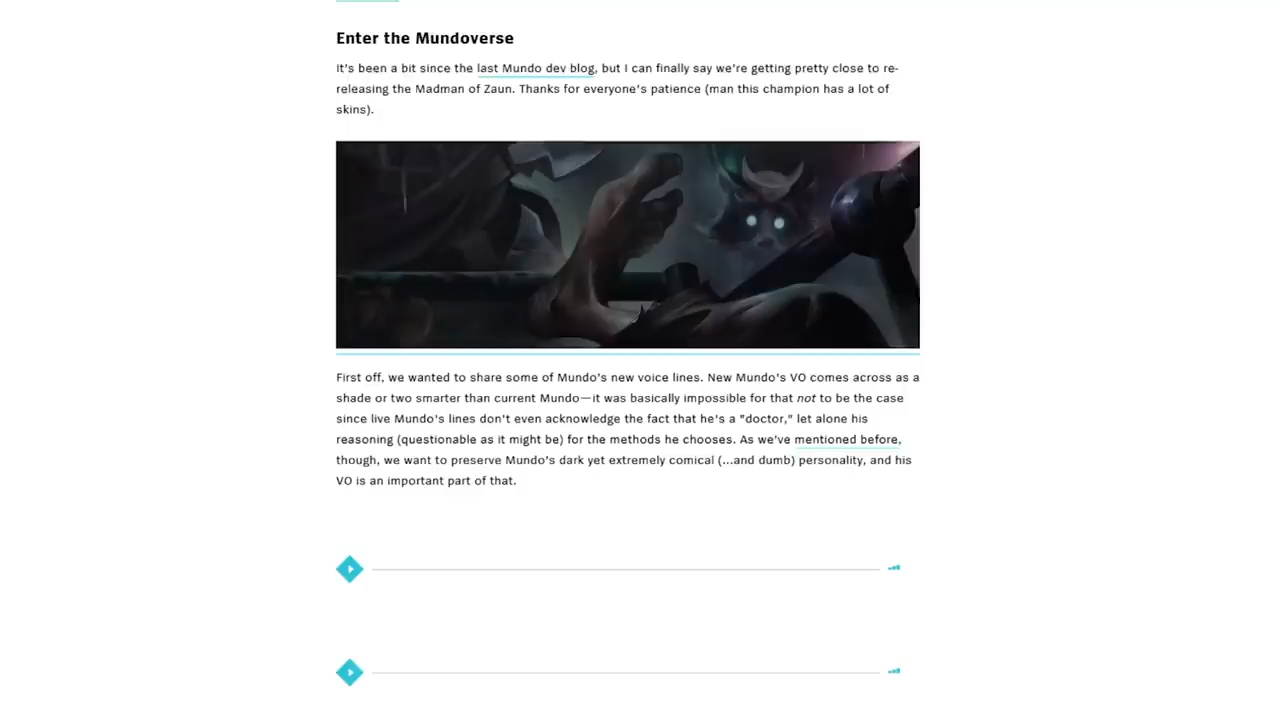 Enter the Mundoverse
It's been a bit since the last Mundo dev blog, but I can finally say we're getting pretty close to re-
releasing the Madman of Zaun. Thanks for everyone's patience (man this champion has a lot of
skins).
First off, we wanted to share some of Mundo's new voice lines. New Mundo's VO comes across as a
shade or two smarter than current Mundo—it was basically impossible for that not to be the case
since live Mundo's lines don't even acknowledge the fact that he's a "doctor," let alone his
reasoning (questionable as it might be) for the methods he chooses. As we've mentioned before,
though, we want to preserve Mundo's dark yet extremely comical (...and dumb) personality, and his
VO is an important part of that.